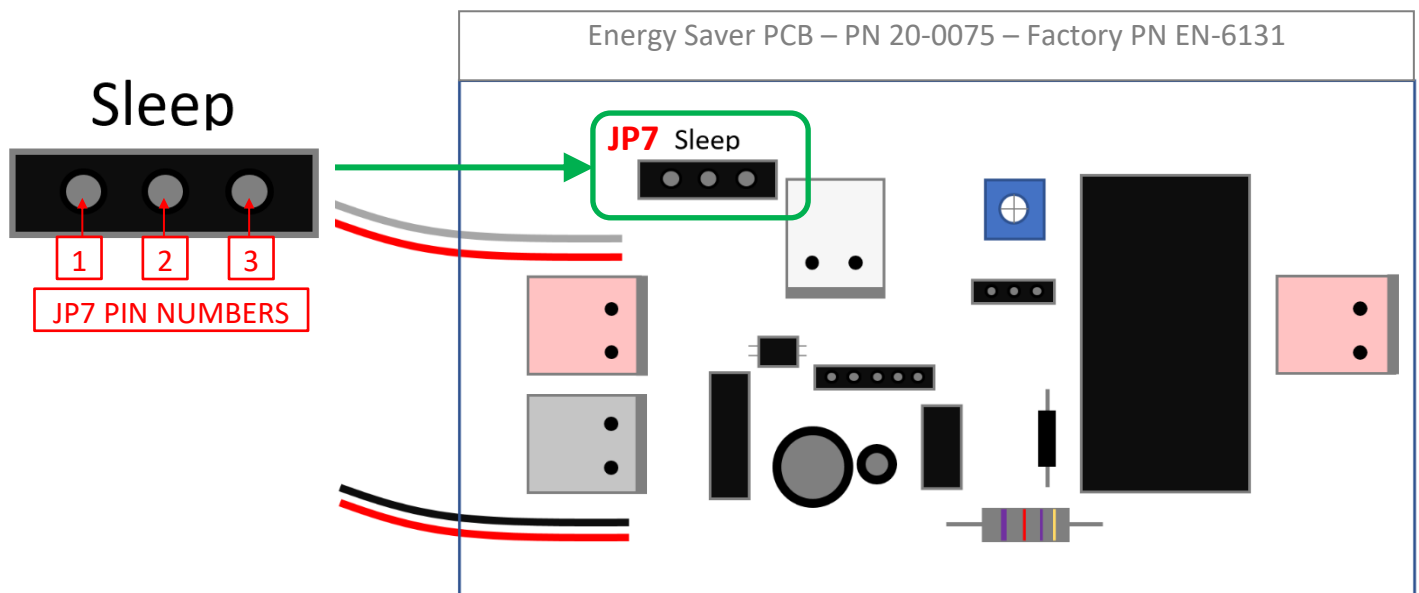 Energy Saver PCB – PN 20-0075 – Factory PN EN-6131
Sleep
1 2 3
JP7 PIN NUMBERS
JP7 Sleep